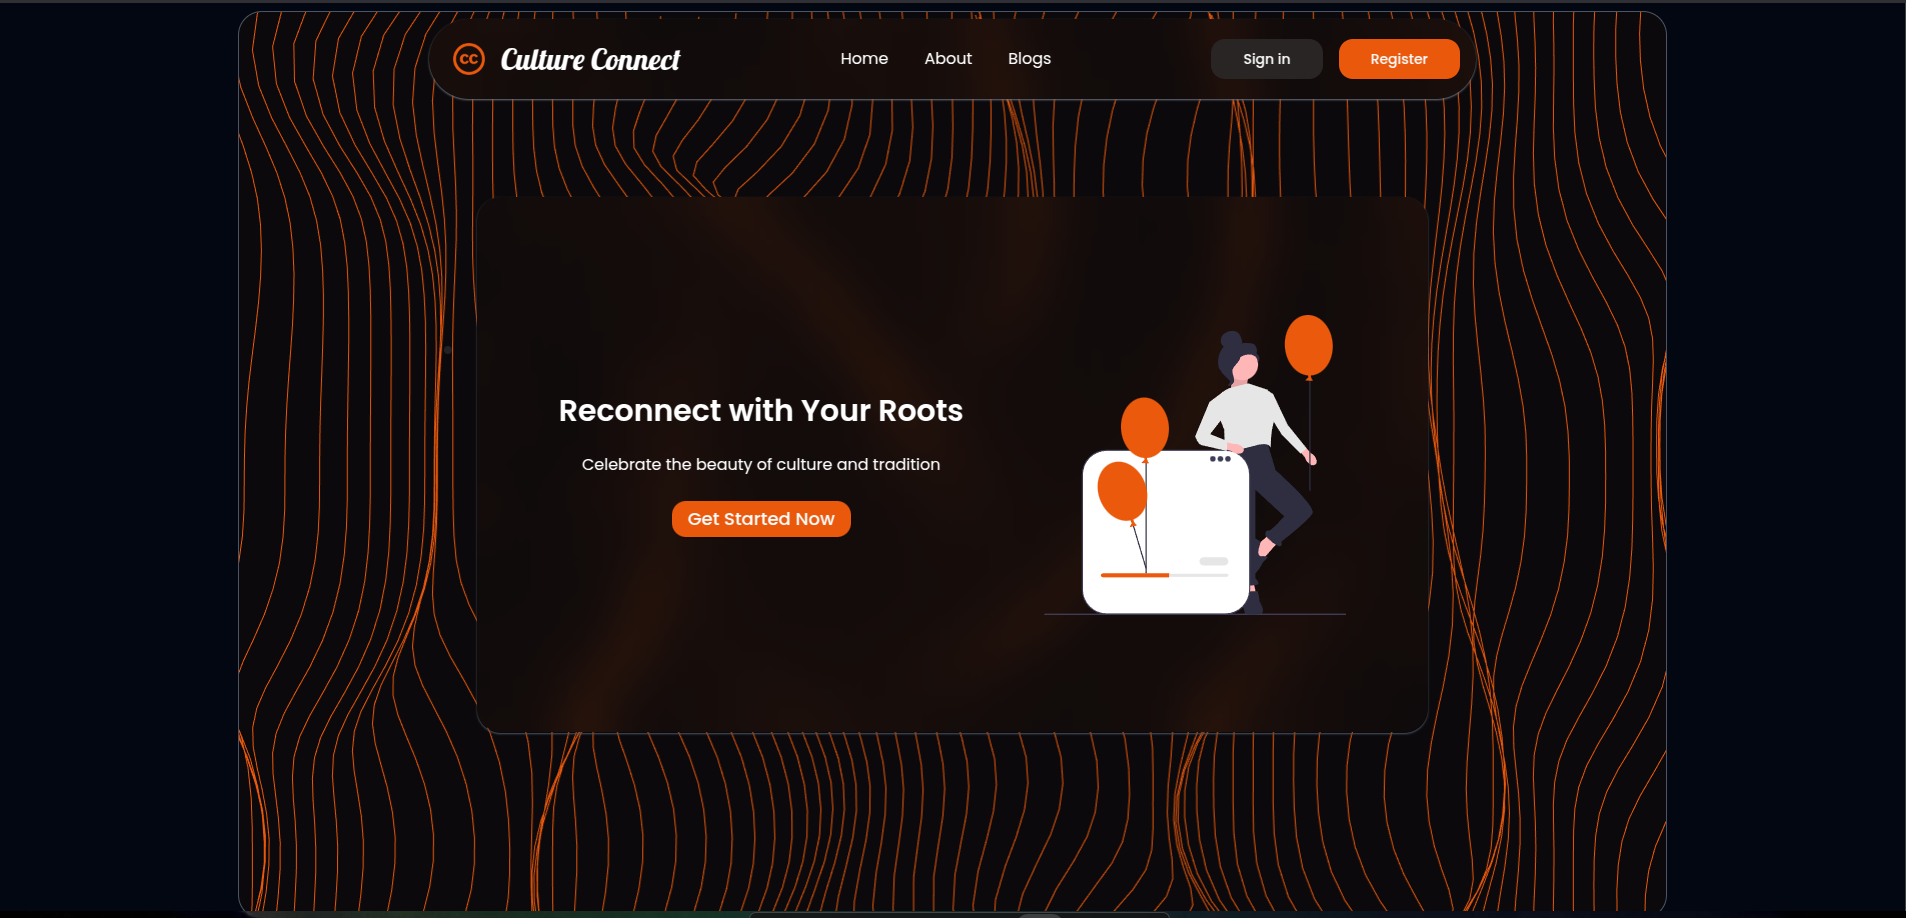 CC Culture Connect
Home About Blogs
Sign in Register
Reconnect with Your Roots
Celebrate the beauty of culture and tradition
Get Started Now